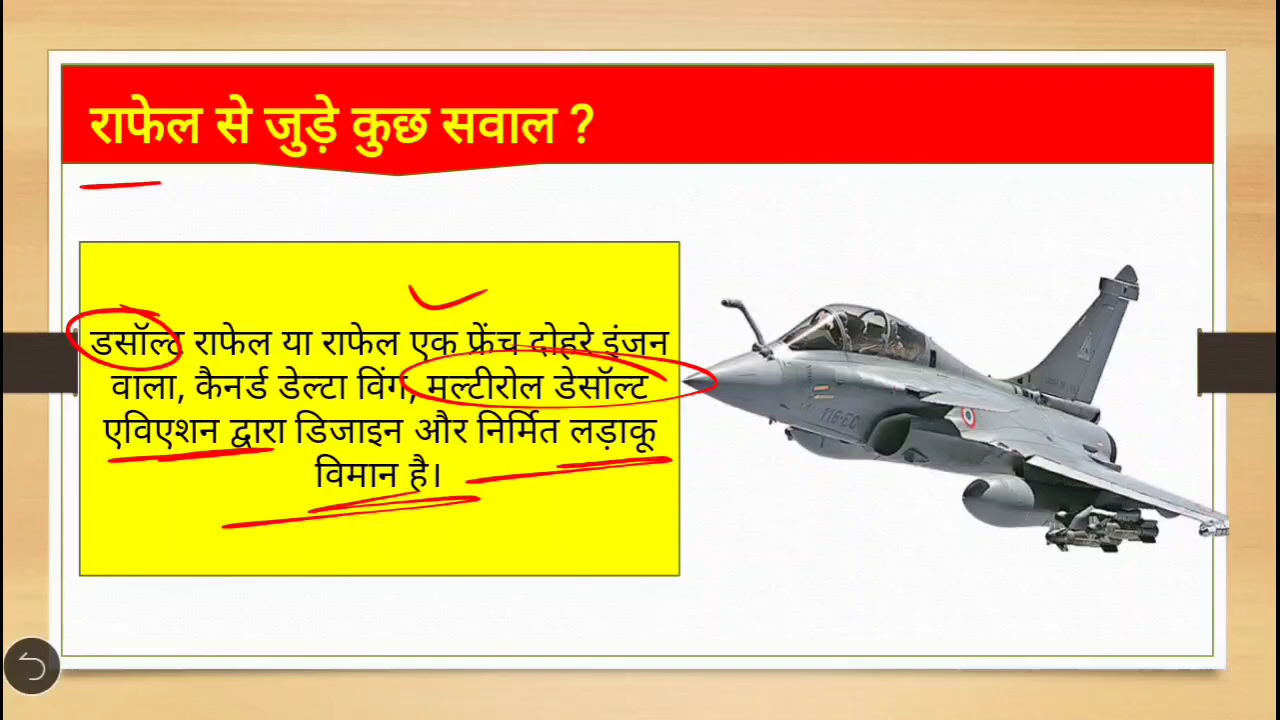 राफेल से जुड़े कुछ सवाल ?
डसॉल्ट राफेल या राफेल एक फ्रेंच दोहरे इंजन
वाला, कैनर्ड डेल्टा विंग, मल्टीरोल डेसॉल्ट
एविएशन द्वारा डिजाइन और निर्मित लड़ाकू
विमान है।